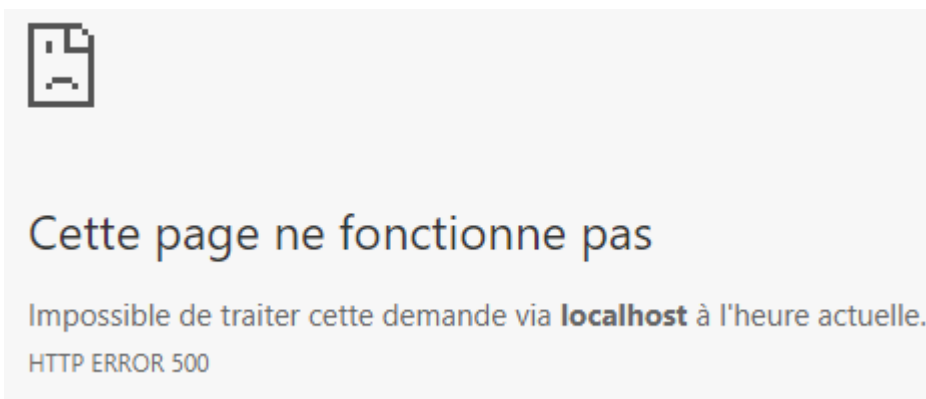 Cette page ne fonctionne pas
Impossible de traiter cette demande via localhost à l'heure actuelle.
HTTP ERROR 500